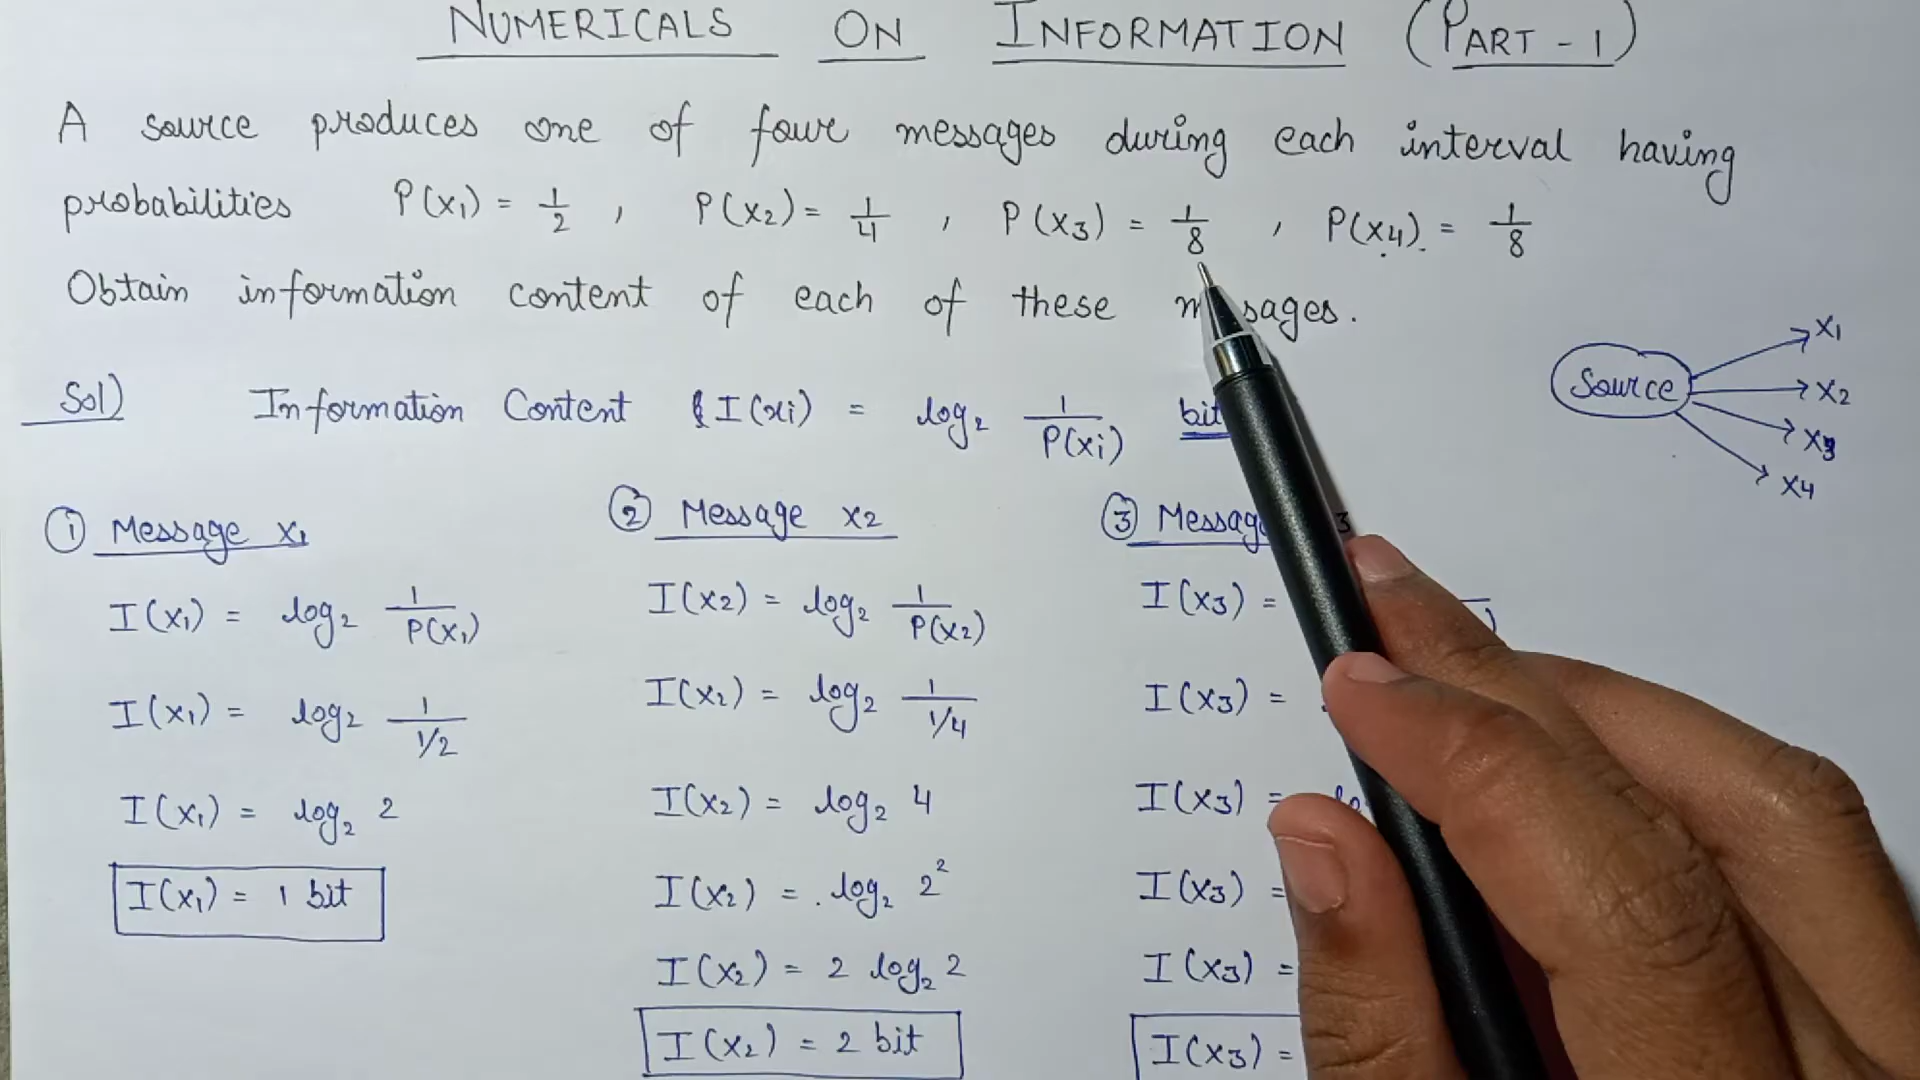 NUMERICALS ON INFORMATION (PART - 1)
A source produces one of four messages during each interval having
probabilities P(x1) = 1/2 , P(x2) = 1/4 , P(x3) = 1/8 , P(x4) = 1/8
Obtain information content of each of these
Sol) Information Content I(xi) = log₂ 1/P(xi) bit
Source
x1
x2
x3
x4
① Message x1
I(x1) = log₂ 1/P(x1)
I(x1) = log₂ 1/1/2
I(x1) = log₂ 2
I(x1) = 1 bit
② Message x2
I(x2) = log₂ 1/P(x2)
I(x2) = log₂ 1/1/4
I(x2) = log₂ 4
I(x2) = log₂ 2²
I(x2) = 2 log₂ 2
I(x2) = 2 bit
③ Messag 3
I(x3) =
I(x3) =
I(x3) = lo
I(x3) =
I(x3) =
I(x3) =